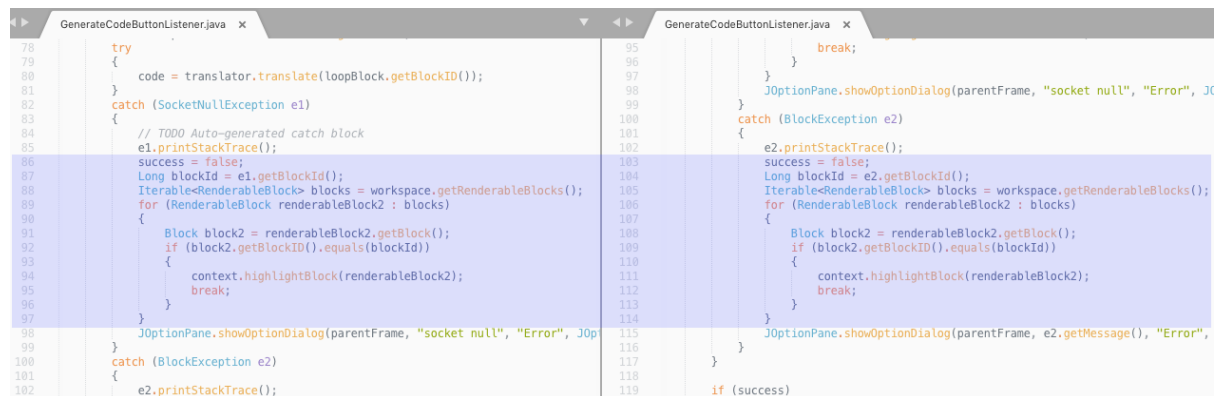 GenerateCodeButtonListener.java x
78 try
79 {
80 code = translator.translate(loopBlock.getBlockID());
81 }
82 catch (SocketNullException e1)
83 {
84 // TODO Auto-generated catch block
85 e1.printStackTrace();
86 success = false;
87 Long blockId = e1.getBlockId();
88 Iterable<RenderableBlock> blocks = workspace.getRenderableBlocks();
89 for (RenderableBlock renderableBlock2 : blocks)
90 {
91 Block block2 = renderableBlock2.getBlock();
92 if (block2.getBlockID().equals(blockId))
93 {
94 context.highlightBlock(renderableBlock2);
95 break;
96 }
97 }
98 JOptionPane.showOptionDialog(parentFrame, "socket null", "Error", JOpt
99 }
100 catch (BlockException e2)
101 {
102 e2.printStackTrace();
GenerateCodeButtonListener.java x
95 break;
96 }
97 }
98 JOptionPane.showOptionDialog(parentFrame, "socket null", "Error", JO
99 }
100 catch (BlockException e2)
101 {
102 e2.printStackTrace();
103 success = false;
104 Long blockId = e2.getBlockId();
105 Iterable<RenderableBlock> blocks = workspace.getRenderableBlocks();
106 for (RenderableBlock renderableBlock2 : blocks)
107 {
108 Block block2 = renderableBlock2.getBlock();
109 if (block2.getBlockID().equals(blockId))
110 {
111 context.highlightBlock(renderableBlock2);
112 break;
113 }
114 }
115 JOptionPane.showOptionDialog(parentFrame, e2.getMessage(), "Error",
116 }
117 }
118
119 if (success)